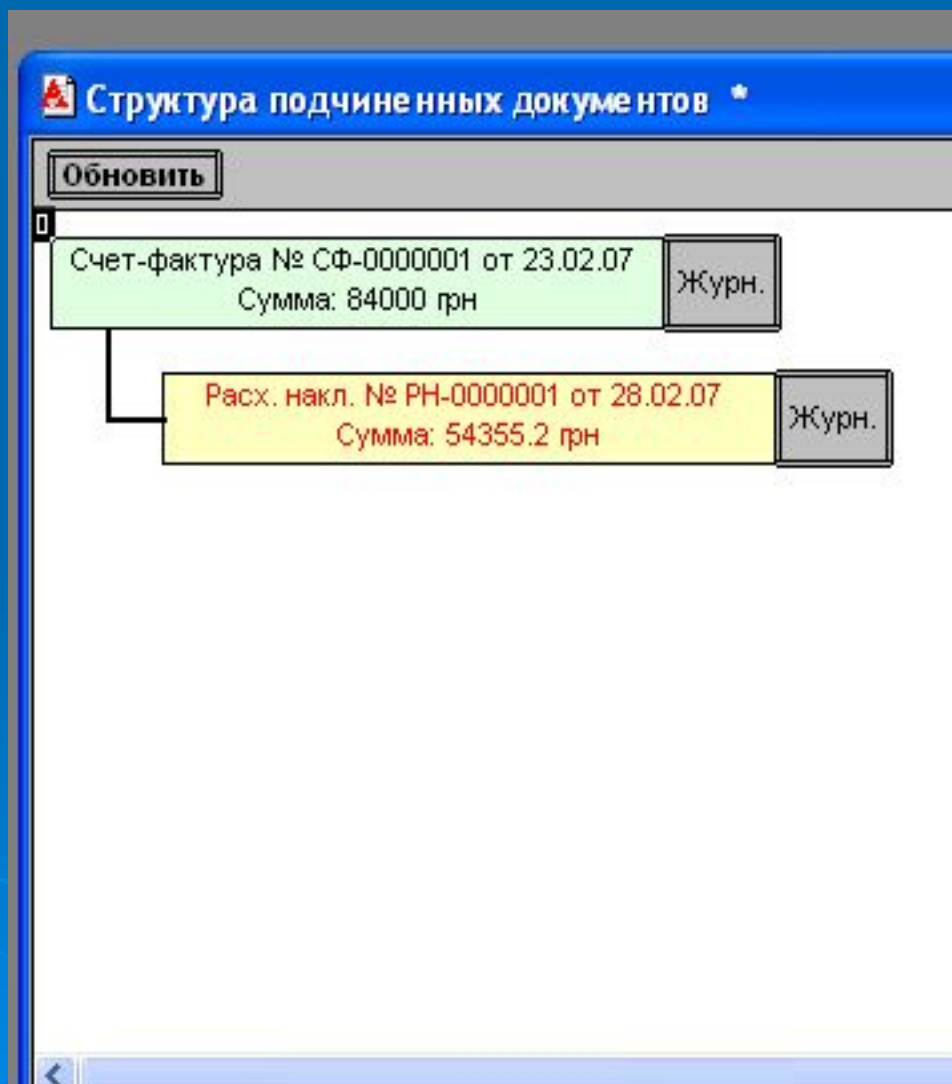 Структура подчиненных документов *
Обновить
Счет-фактура № СФ-0000001 от 23.02.07
Сумма: 84000 грн
Журн.
Расх. накл. № РН-0000001 от 28.02.07
Сумма: 54355.2 грн
Журн.